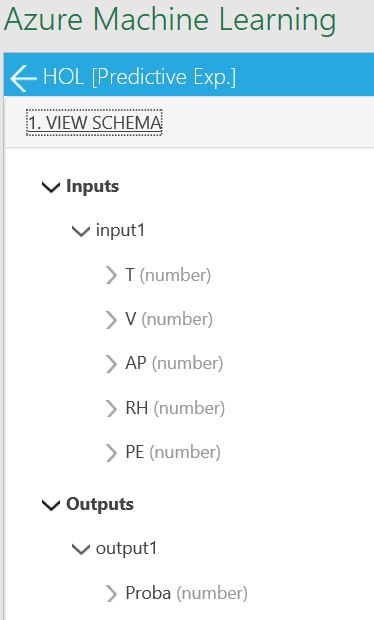 Azure Machine Learning
HOL [Predictive Exp.]
1. VIEW SCHEMA
Inputs
input1
T (number)
V (number)
AP (number)
RH (number)
PE (number)
Outputs
output1
Proba (number)